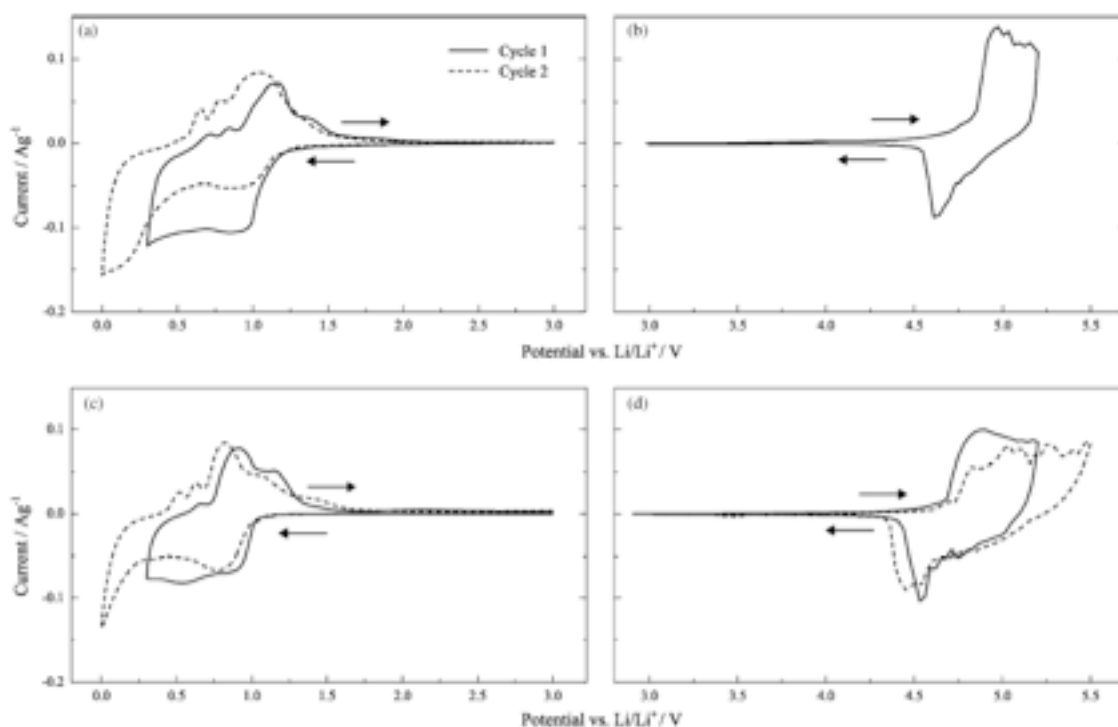 (a)
Cycle 1
Cycle 2
0.1
0.0
-0.1
-0.2
Current / Ag⁻¹
0.0 0.5 1.0 1.5 2.0 2.5 3.0
(b)
3.0 3.5 4.0 4.5 5.0 5.5
Potential vs. Li/Li⁺/ V
(c)
0.1
0.0
-0.1
-0.2
Current / Ag⁻¹
0.0 0.5 1.0 1.5 2.0 2.5 3.0
Potential vs. Li/Li⁺/ V
(d)
3.0 3.5 4.0 4.5 5.0 5.5
Potential vs. Li/Li⁺/ V